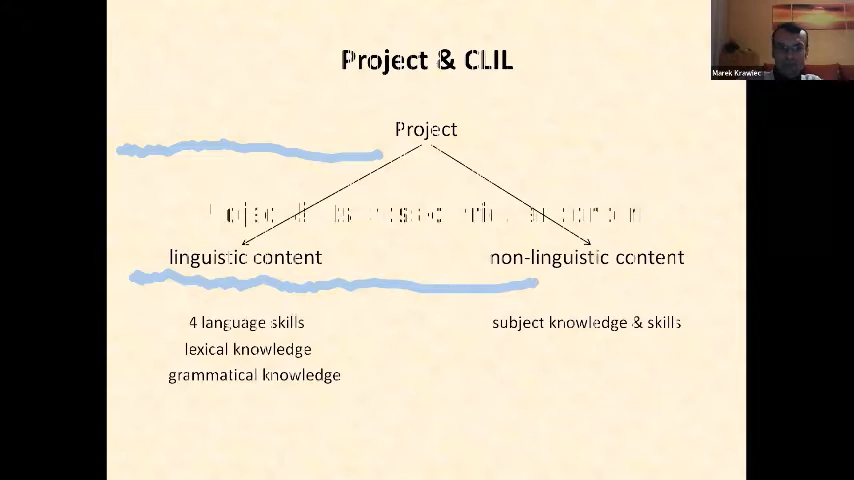 Project & CLIL
Marek Krawiec
Project
linguistic content
non-linguistic content
4 language skills
subject knowledge & skills
lexical knowledge
grammatical knowledge